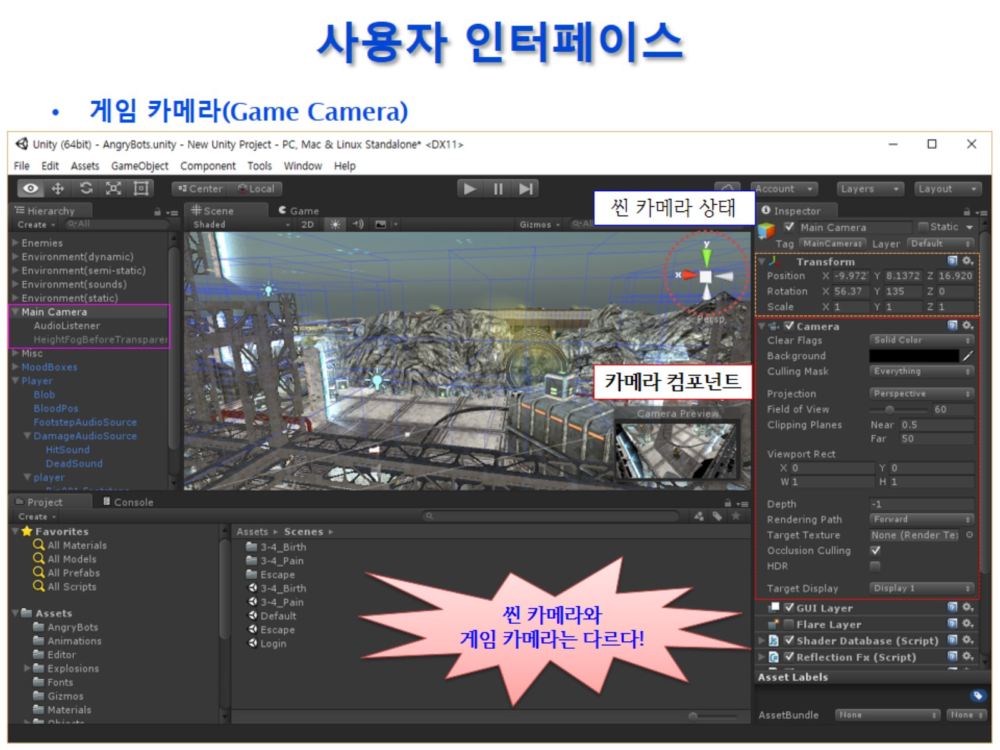 사용자 인터페이스
• 게임 카메라(Game Camera)
Unity (64bit) - AngryBots.unity - New Unity Project - PC, Mac & Linux Standalone* <DX11>
File Edit Assets GameObject Component Tools Window Help
Center Local
Account Layers Layout
씬 카메라 상태
Hierarchy
Create All
Enemies
Environment(dynamic)
Environment(semi-static)
Environment(sounds)
Environment(static)
Main Camera
AudioListener
HeightFogBeforeTransparer
Misc
MoodBoxes
Player
Blob
BloodPos
FootstepAudioSource
DamageAudioSource
HitSound
DeadSound
player
Scene Game
Shaded 2D Gizmos All
y
x
Persp
카메라 컴포넌트
Camera Preview
Inspector
Main Camera Static
Tag MainCamera Layer Default
Transform
Position X -9.972 Y 8.1372 Z 16.920
Rotation X 56.37 Y 135 Z 0
Scale X 1 Y 1 Z 1
Camera
Clear Flags Solid Color
Background
Culling Mask Everything
Projection Perspective
Field of View 60
Clipping Planes Near 0.5
Far 50
Viewport Rect
X 0 Y 0
W 1 H 1
Depth -1
Rendering Path Forward
Target Texture None (Render Te
Occlusion Culling
HDR
Target Display Display 1
GUI Layer
Flare Layer
Shader Database (Script)
Reflection Fx (Script)
Asset Labels
AssetBundle None None
Project Console
Create
Favorites
All Materials
All Models
All Prefabs
All Scripts
Assets
AngryBots
Animations
Editor
Explosions
Fonts
Gizmos
Materials
Objects
Assets Scenes
3-4_Birth
3-4_Pain
Escape
3-4_Birth
3-4_Pain
Default
Escape
Login
씬 카메라와
게임 카메라는 다르다!